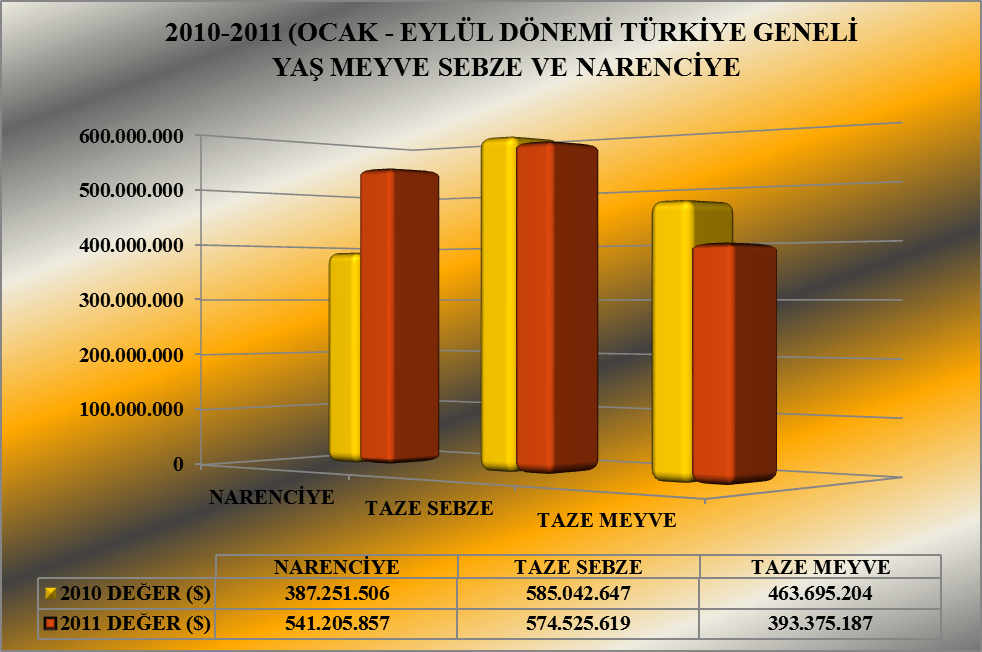 2010-2011 (OCAK - EYLÜL DÖNEMİ TÜRKİYE GENELİ
YAŞ MEYVE SEBZE VE NARENCİYE
600.000.000
500.000.000
400.000.000
300.000.000
200.000.000
100.000.000
0
NARENCİYE
TAZE SEBZE
TAZE MEYVE
NARENCİYE TAZE SEBZE TAZE MEYVE
2010 DEĞER ($) 387.251.506 585.042.647 463.695.204
2011 DEĞER ($) 541.205.857 574.525.619 393.375.187